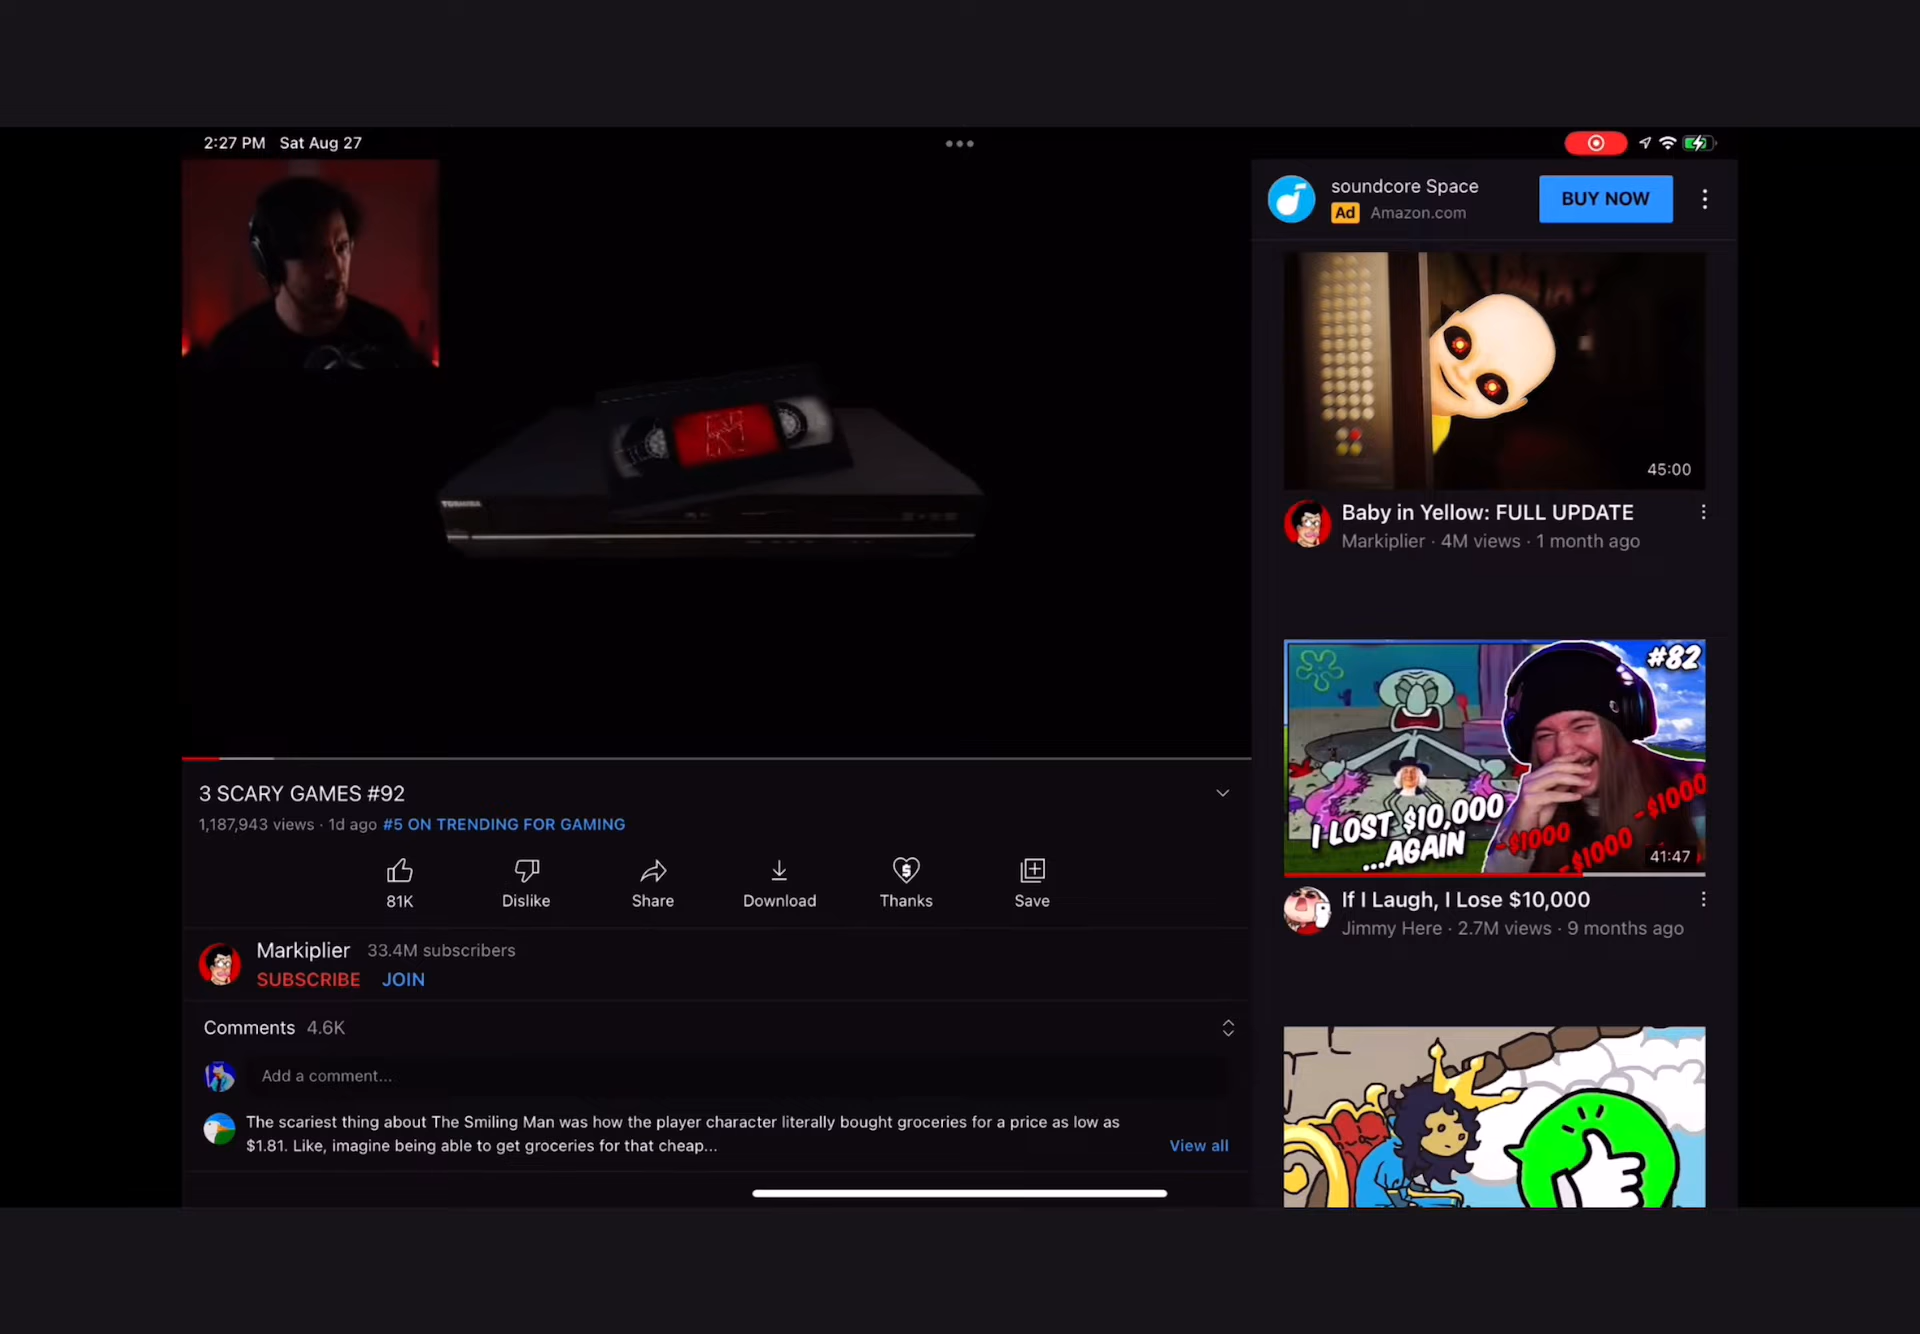 2:27 PM Sat Aug 27
TOSHIBA
3 SCARY GAMES #92
1,187,943 views · 1d ago #5 ON TRENDING FOR GAMING
81K
Dislike
Share
Download
Thanks
Save
Markiplier 33.4M subscribers
SUBSCRIBE JOIN
Comments 4.6K
Add a comment...
The scariest thing about The Smiling Man was how the player character literally bought groceries for a price as low as
$1.81. Like, imagine being able to get groceries for that cheap...
View all
soundcore Space
Ad Amazon.com
BUY NOW
45:00
Baby in Yellow: FULL UPDATE
Markiplier · 4M views · 1 month ago
#82
I LOST $10,000
...AGAIN
-$1000
-$1000
-$1000
41:47
If I Laugh, I Lose $10,000
Jimmy Here · 2.7M views · 9 months ago